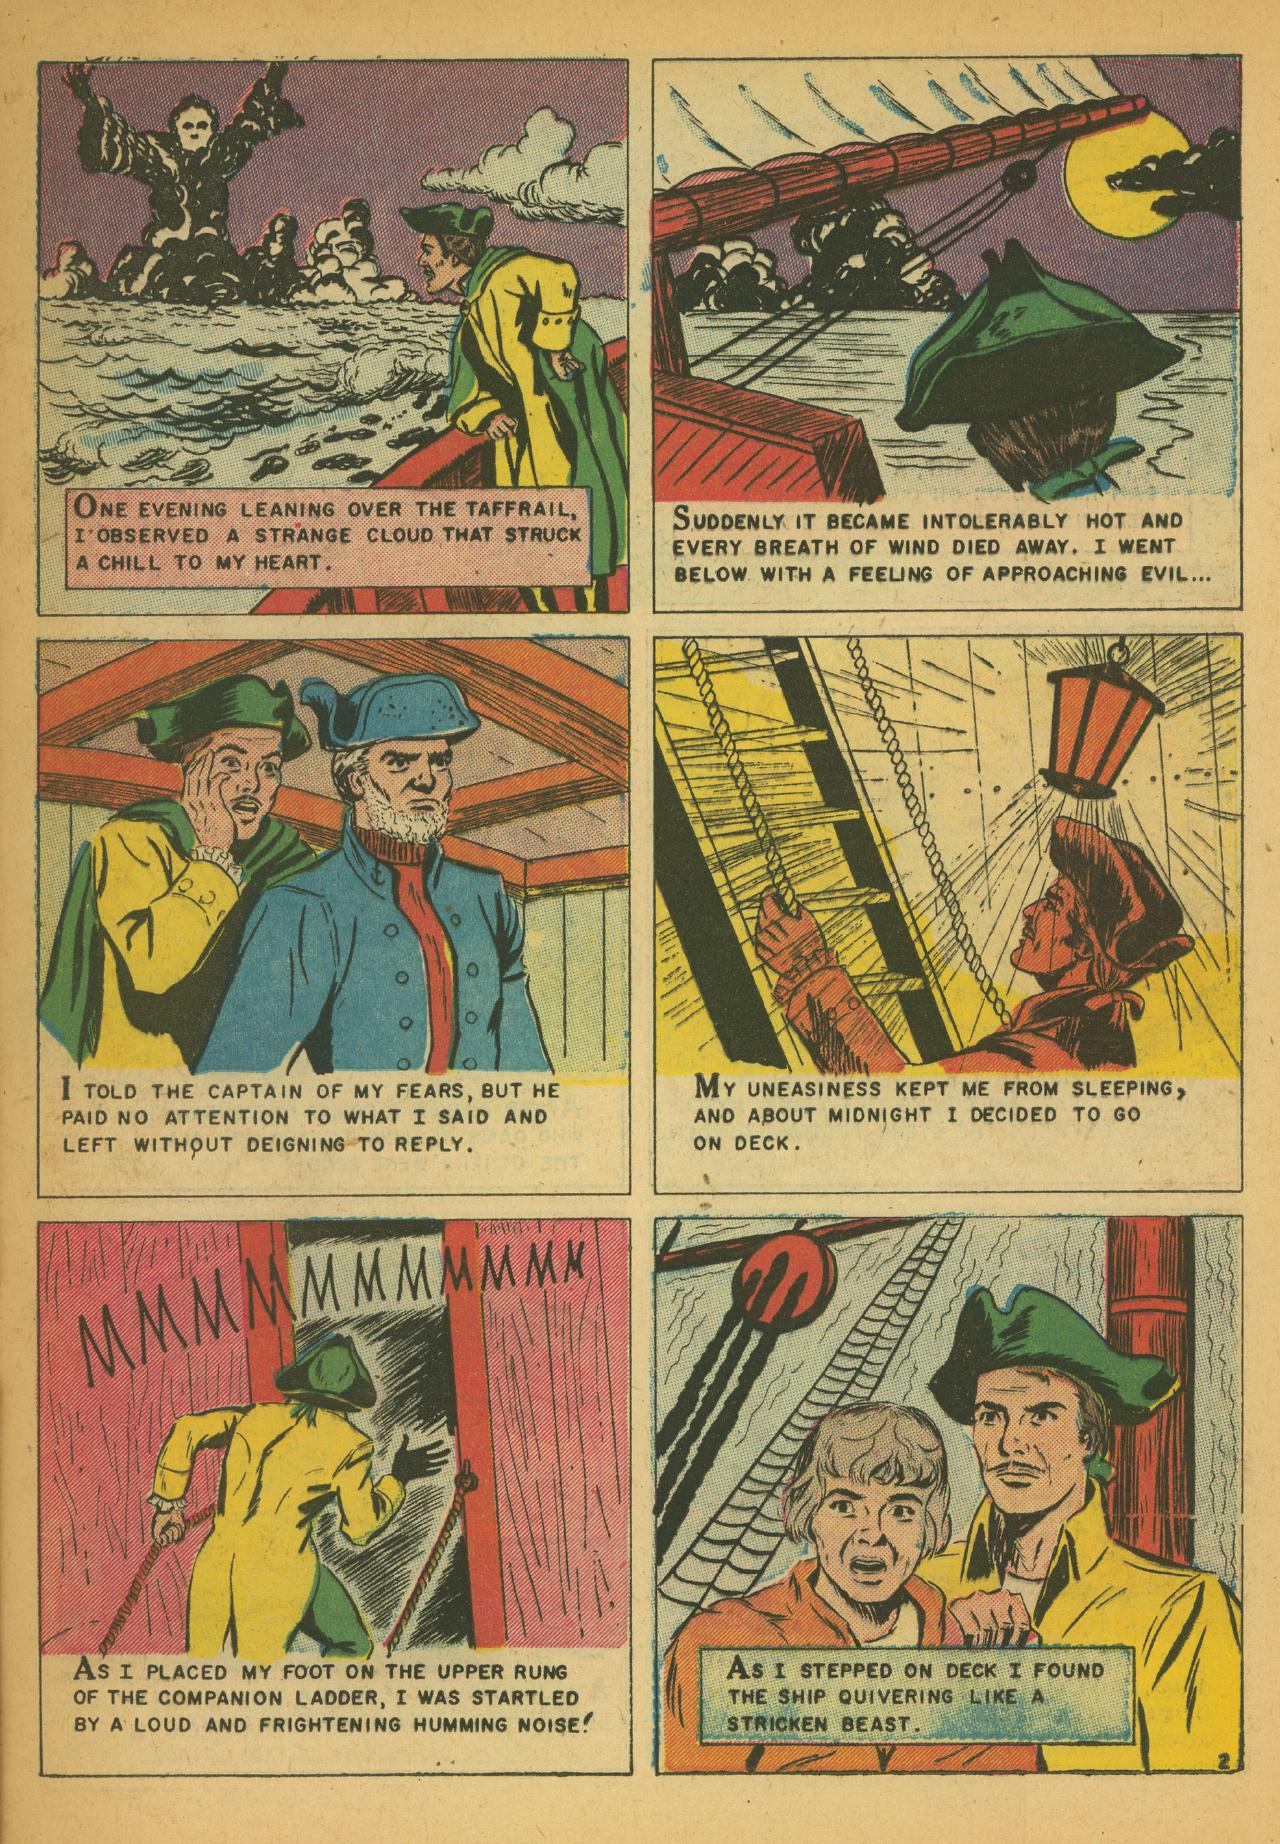 ONE EVENING LEANING OVER THE TAFFRAIL,
I OBSERVED A STRANGE CLOUD THAT STRUCK
A CHILL TO MY HEART.
SUDDENLY IT BECAME INTOLERABLY HOT AND
EVERY BREATH OF WIND DIED AWAY. I WENT
BELOW WITH A FEELING OF APPROACHING EVIL...
I TOLD THE CAPTAIN OF MY FEARS, BUT HE
PAID NO ATTENTION TO WHAT I SAID AND
LEFT WITHOUT DEIGNING TO REPLY.
MY UNEASINESS KEPT ME FROM SLEEPING,
AND ABOUT MIDNIGHT I DECIDED TO GO
ON DECK.
MMMMMMMMMMMM
AS I PLACED MY FOOT ON THE UPPER RUNG
OF THE COMPANION LADDER, I WAS STARTLED
BY A LOUD AND FRIGHTENING HUMMING NOISE!
AS I STEPPED ON DECK I FOUND
THE SHIP QUIVERING LIKE A
STRICKEN BEAST.
2